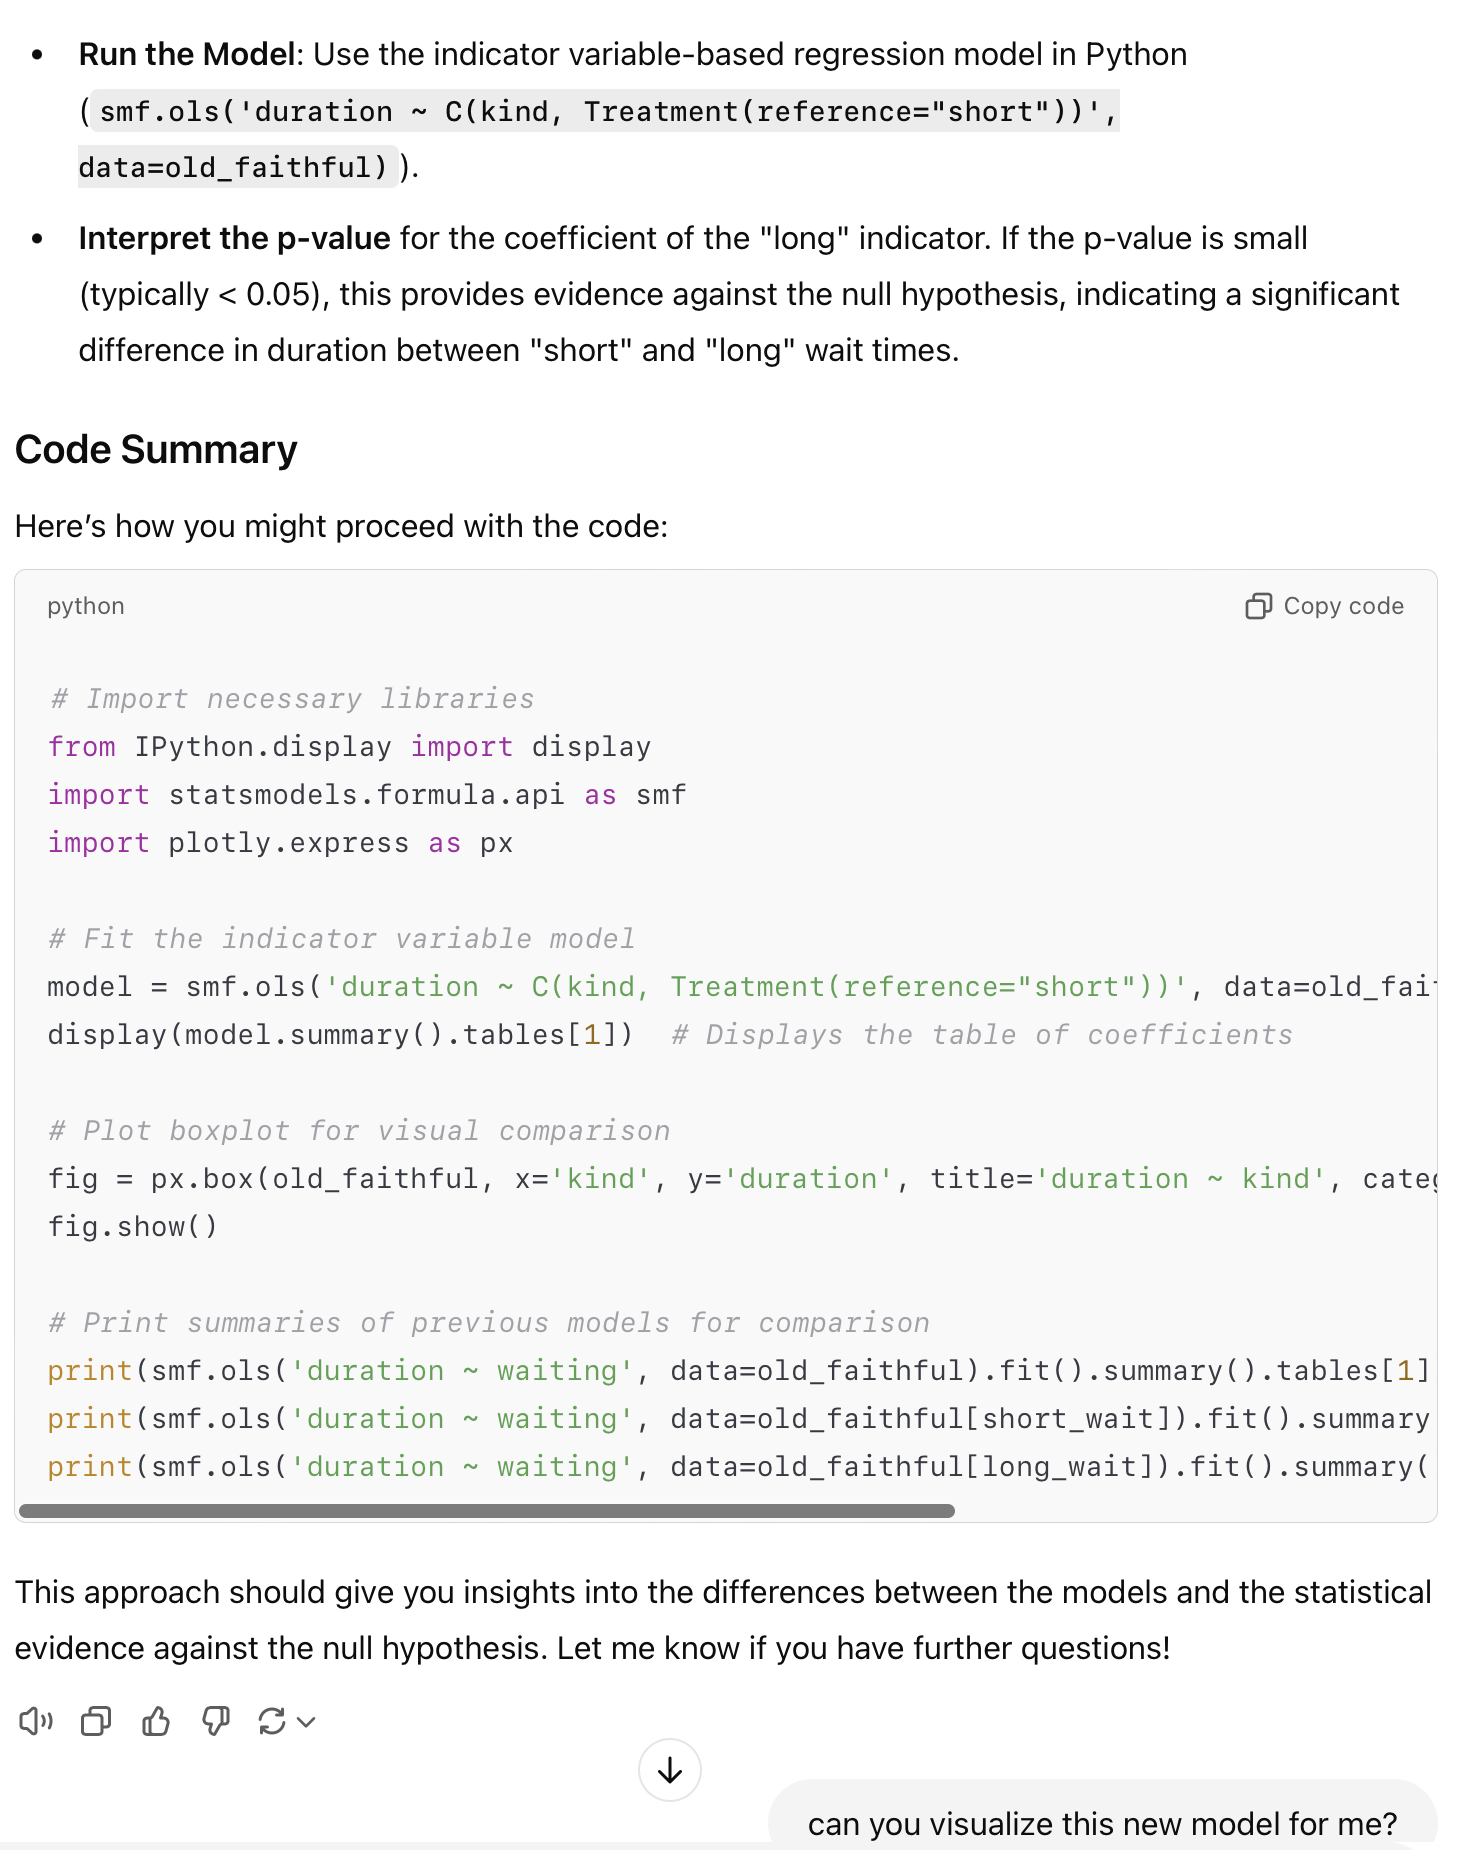 • Run the Model: Use the indicator variable-based regression model in Python
(smf.ols('duration ~ C(kind, Treatment(reference="short"))',
data=old_faithful)).
• Interpret the p-value for the coefficient of the "long" indicator. If the p-value is small
(typically < 0.05), this provides evidence against the null hypothesis, indicating a significant
difference in duration between "short" and "long" wait times.
Code Summary
Here’s how you might proceed with the code:
python
Copy code
# Import necessary libraries
from IPython.display import display
import statsmodels.formula.api as smf
import plotly.express as px
# Fit the indicator variable model
model = smf.ols('duration ~ C(kind, Treatment(reference="short"))', data=old_fai
display(model.summary().tables[1])  # Displays the table of coefficients
# Plot boxplot for visual comparison
fig = px.box(old_faithful, x='kind', y='duration', title='duration ~ kind', cate
fig.show()
# Print summaries of previous models for comparison
print(smf.ols('duration ~ waiting', data=old_faithful).fit().summary().tables[1]
print(smf.ols('duration ~ waiting', data=old_faithful[short_wait]).fit().summary
print(smf.ols('duration ~ waiting', data=old_faithful[long_wait]).fit().summary(
This approach should give you insights into the differences between the models and the statistical
evidence against the null hypothesis. Let me know if you have further questions!
can you visualize this new model for me?